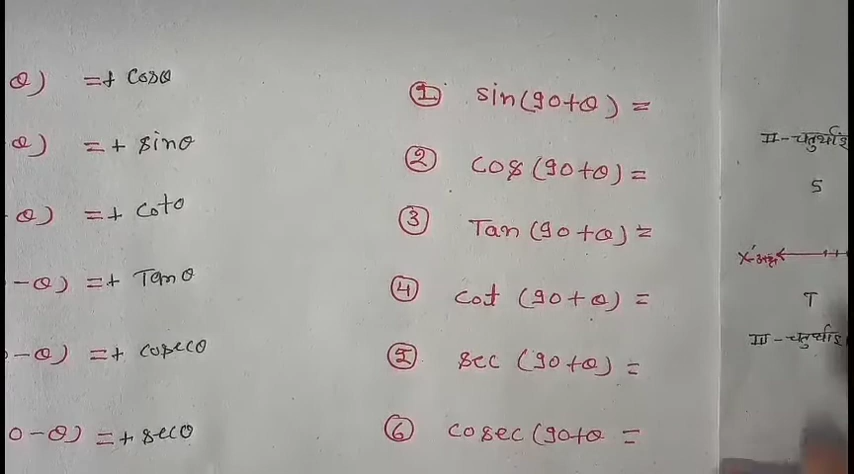 θ) =+ cosθ
θ) =+ sinθ
θ) =+ cotθ
-θ) =+ Tanθ
-θ) =+ cosecθ
0-θ) =+ secθ
① sin(90+θ) =
② cos(90+θ) =
③ Tan(90+θ) =
④ cot (90+θ) =
⑤ sec (90+θ) =
⑥ cosec(90+θ =
II-चतुर्थांश
S
X'अक्ष
T
III-चतुर्थांश